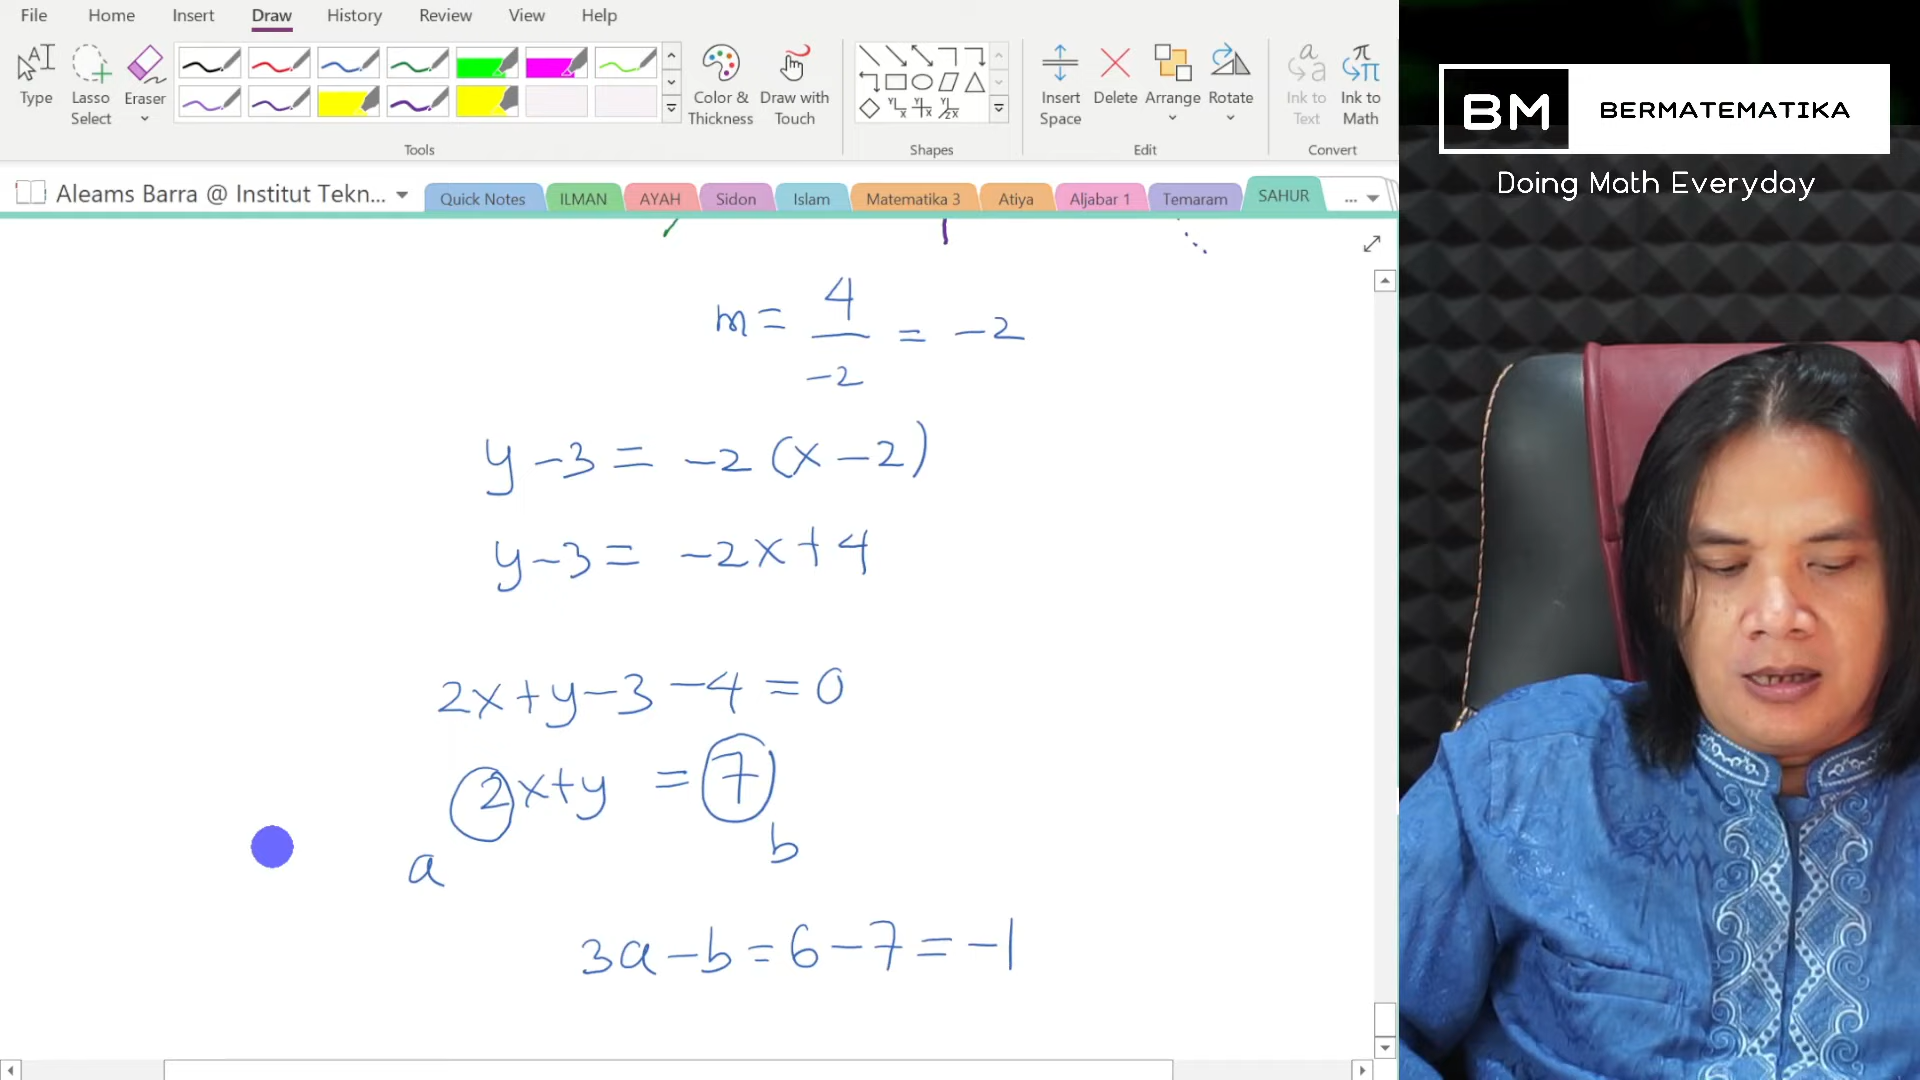 File Home Insert Draw History Review View Help
Type Lasso Select Eraser Color & Thickness Draw with Touch Insert Space Delete Arrange Rotate Ink to Text Ink to Math
Tools Shapes Edit Convert
Aleams Barra @ Institut Tekn... Quick Notes ILMAN AYAH Sidon Islam Matematika 3 Atiya Aljabar 1 Temaram SAHUR ...
m = 4/-2 = -2
y - 3 = -2 (x - 2)
y - 3 = -2x + 4
2x + y - 3 - 4 = 0
2x + y = 7
a b
3a - b = 6 - 7 = -1
BM BERMATEMATIKA
Doing Math Everyday